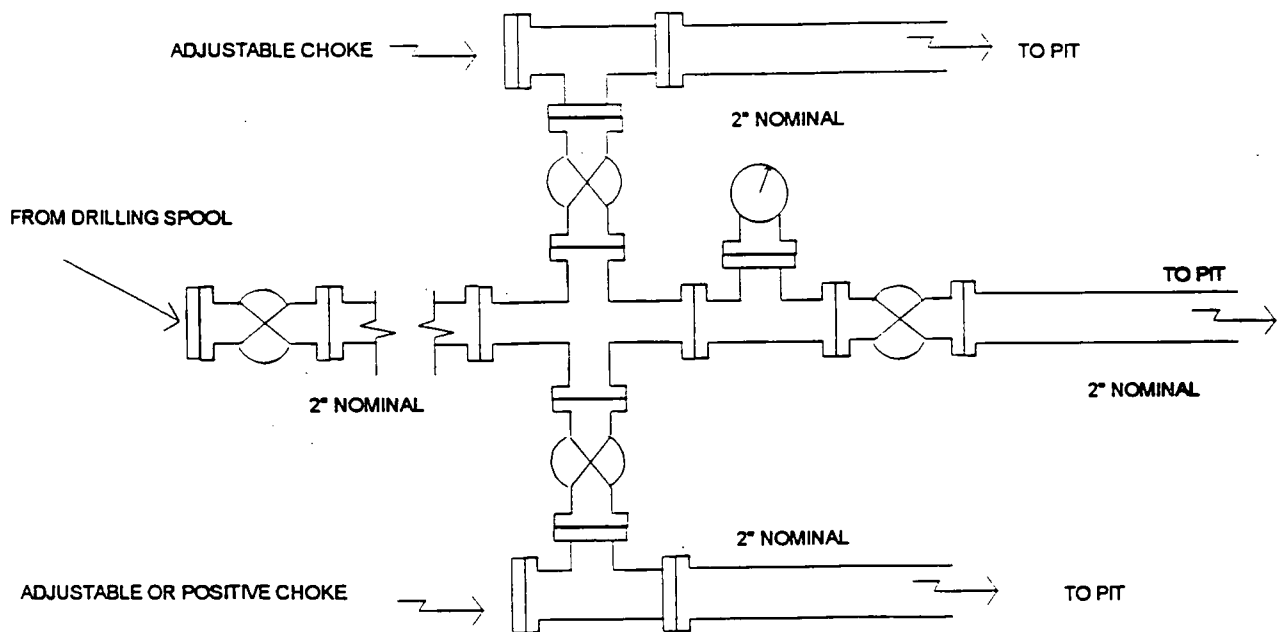 ADJUSTABLE CHOKE
TO PIT
2" NOMINAL
FROM DRILLING SPOOL
TO PIT
2" NOMINAL
2" NOMINAL
2" NOMINAL
ADJUSTABLE OR POSITIVE CHOKE
TO PIT